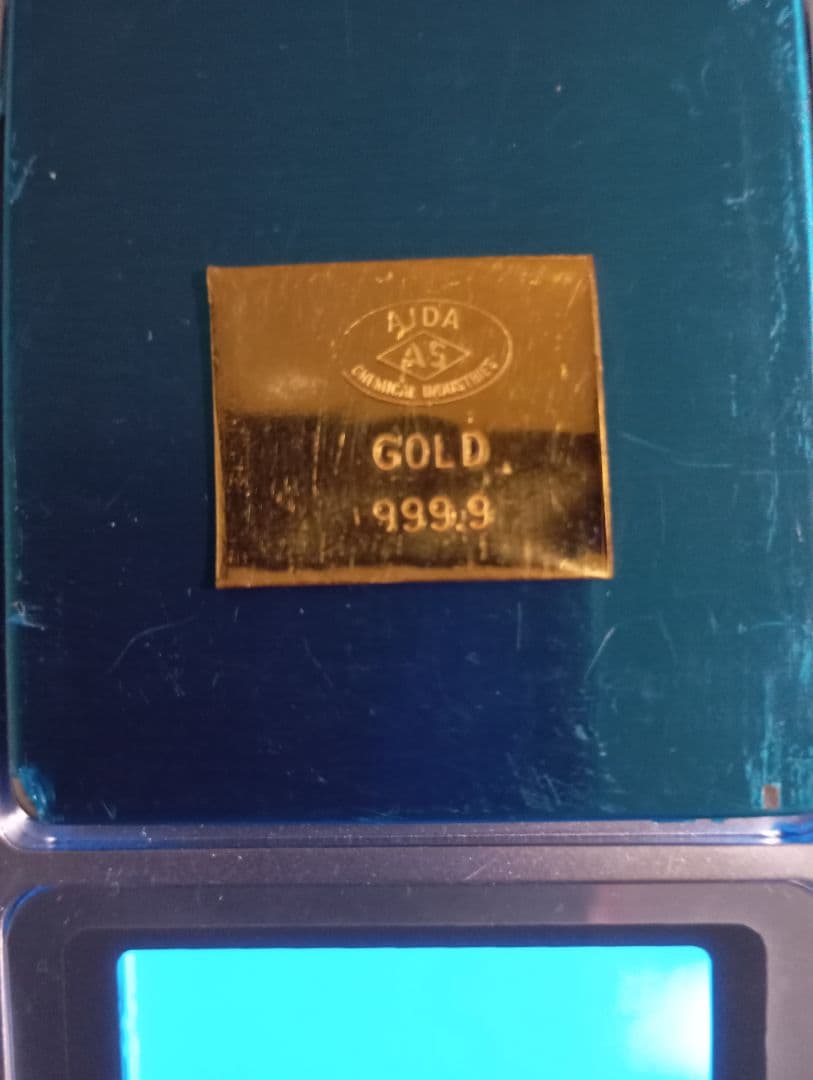 AIDA
AS
CHEMICAL INDUSTRIES
GOLD
999.9